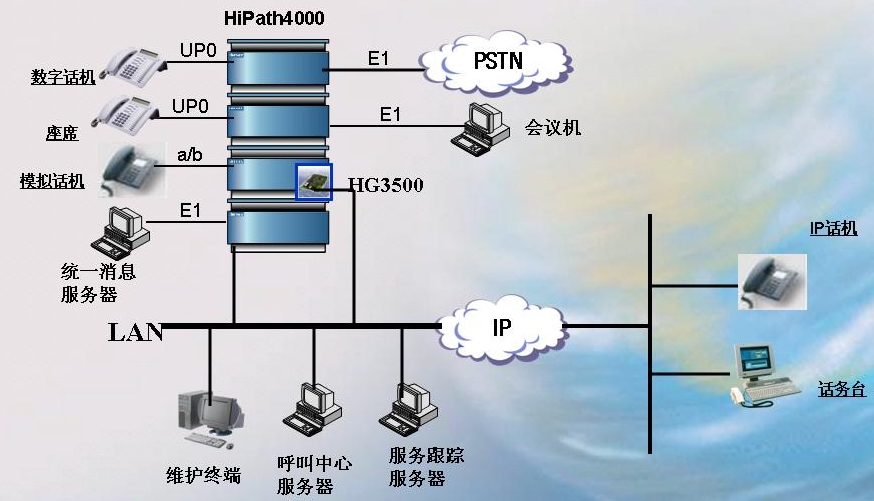 HiPath4000
UP0
E1
PSTN
数字话机
UP0
E1
座席
会议机
a/b
模拟话机
HG3500
E1
IP话机
统一消息
服务器
LAN
IP
话务台
维护终端
呼叫中心
服务器
服务跟踪
服务器